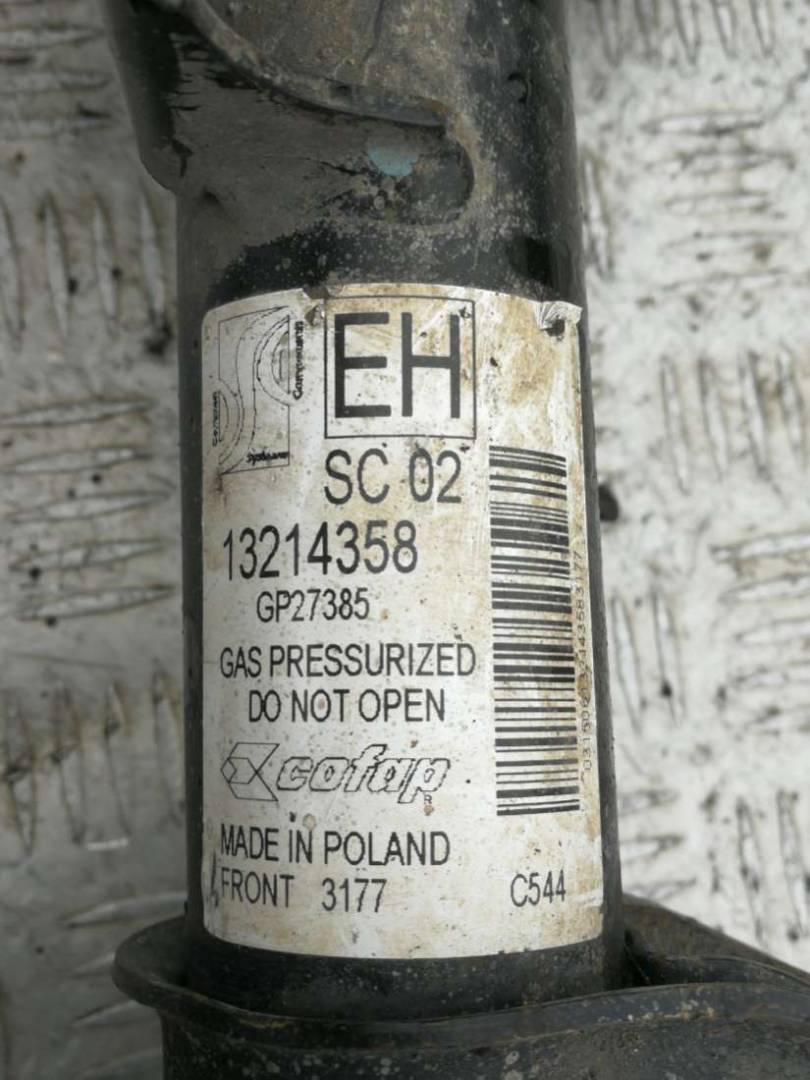 EH
SC 02
13214358
GP27385
GAS PRESSURIZED
DO NOT OPEN
cofap
R
MADE IN POLAND
FRONT 3177
C544